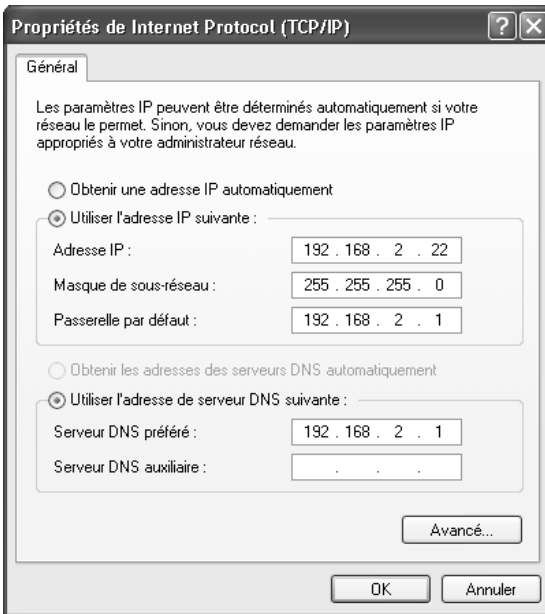 Propriétés de Internet Protocol (TCP/IP)
Général
Les paramètres IP peuvent être déterminés automatiquement si votre
réseau le permet. Sinon, vous devez demander les paramètres IP
appropriés à votre administrateur réseau.
Obtenir une adresse IP automatiquement
Utiliser l'adresse IP suivante :
Adresse IP : 192 . 168 . 2 . 22
Masque de sous-réseau : 255 . 255 . 255 . 0
Passerelle par défaut : 192 . 168 . 2 . 1
Obtenir les adresses des serveurs DNS automatiquement
Utiliser l'adresse de serveur DNS suivante :
Serveur DNS préféré : 192 . 168 . 2 . 1
Serveur DNS auxiliaire : . . .
Avancé...
OK Annuler